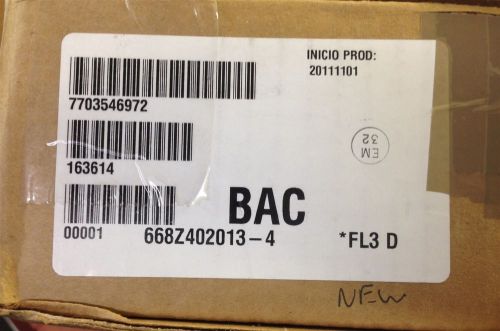 INICIO PROD:
20111101
7703546972
EM
32
163614
BAC
00001
668Z402013-4
*FL3 D
NEW